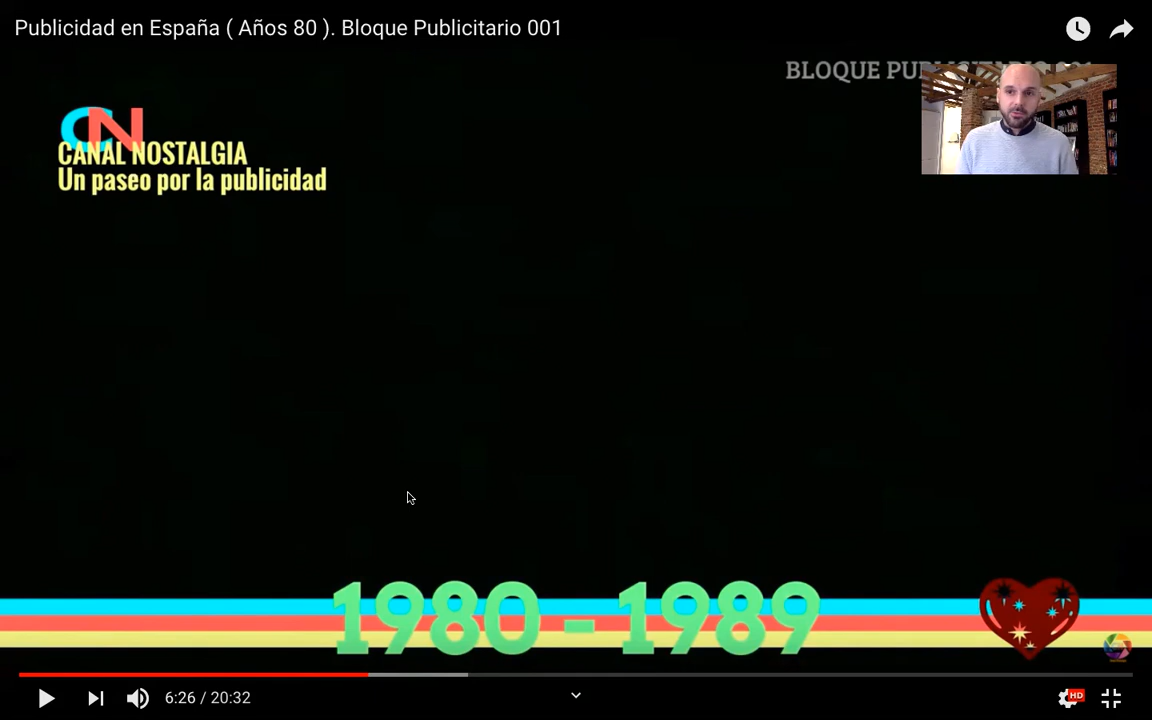 Publicidad en España ( Años 80 ). Bloque Publicitario 001
BLOQUE
CN
CANAL NOSTALGIA
Un paseo por la publicidad
1980 - 1989
6:26 / 20:32
HD